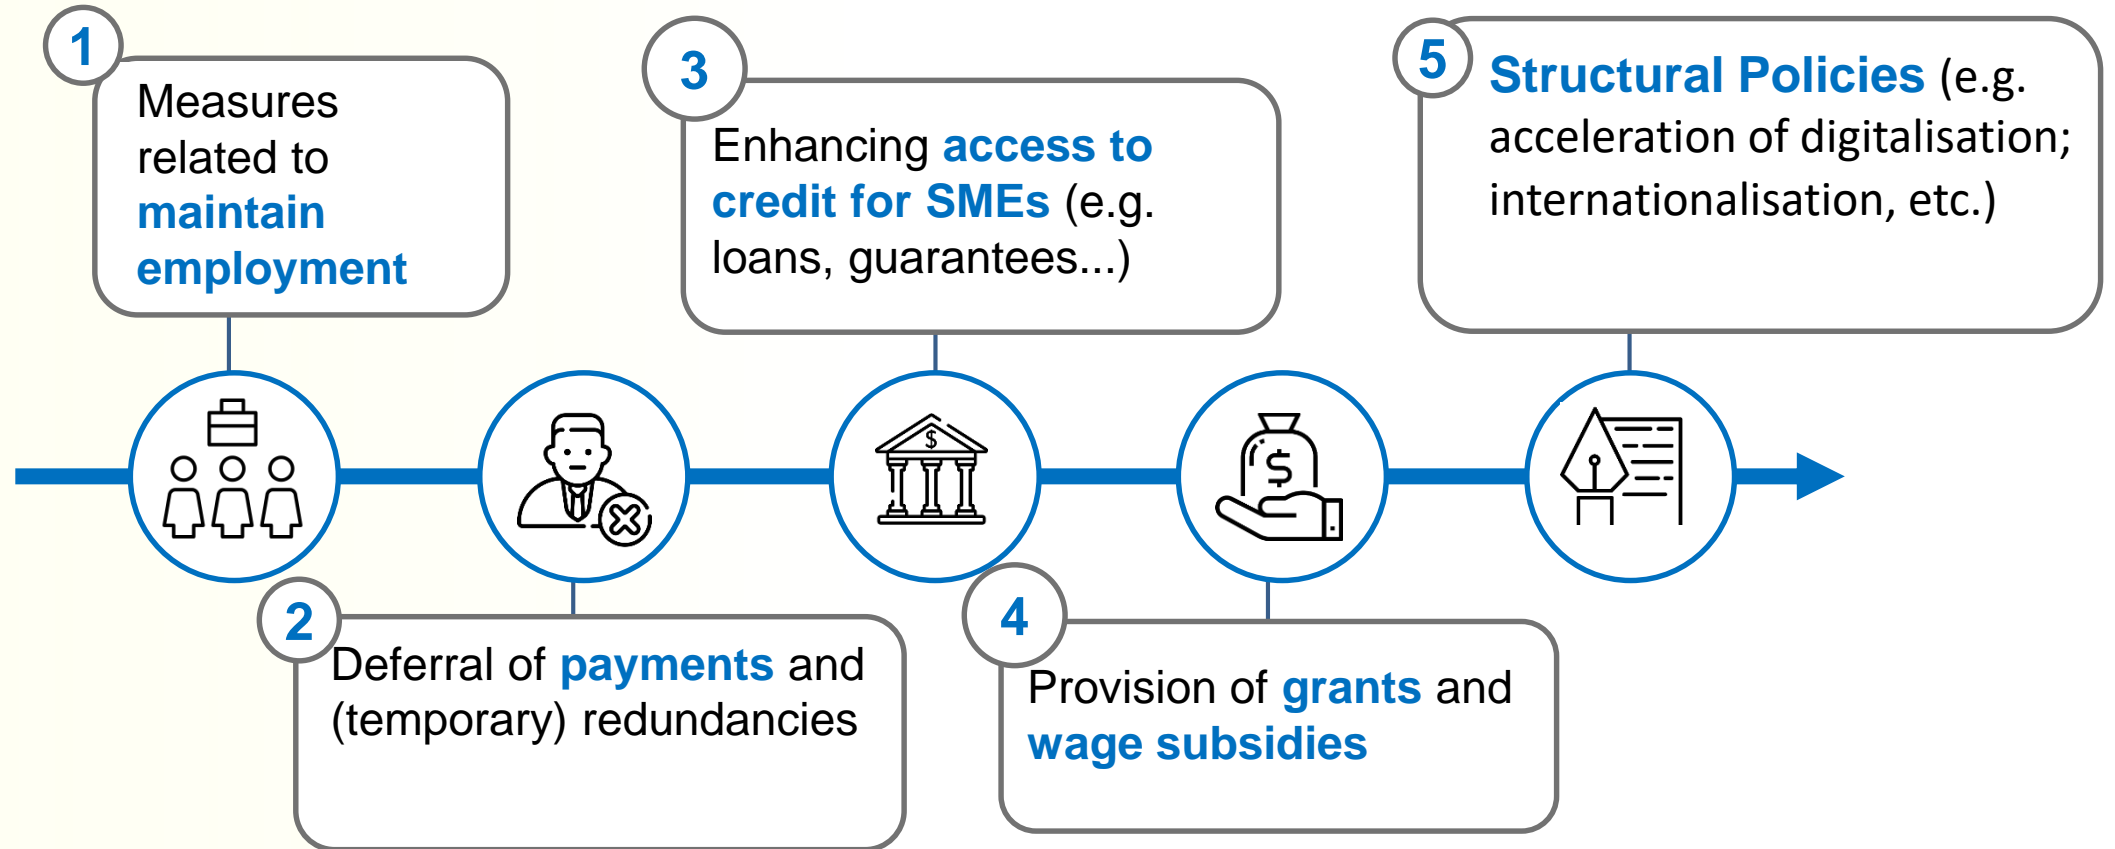 1
Measures
related to
maintain
employment
2
Deferral of payments and
(temporary) redundancies
3
Enhancing access to
credit for SMEs (e.g.
loans, guarantees...)
$
4
Provision of grants and
wage subsidies
$
5
Structural Policies (e.g.
acceleration of digitalisation;
internationalisation, etc.)